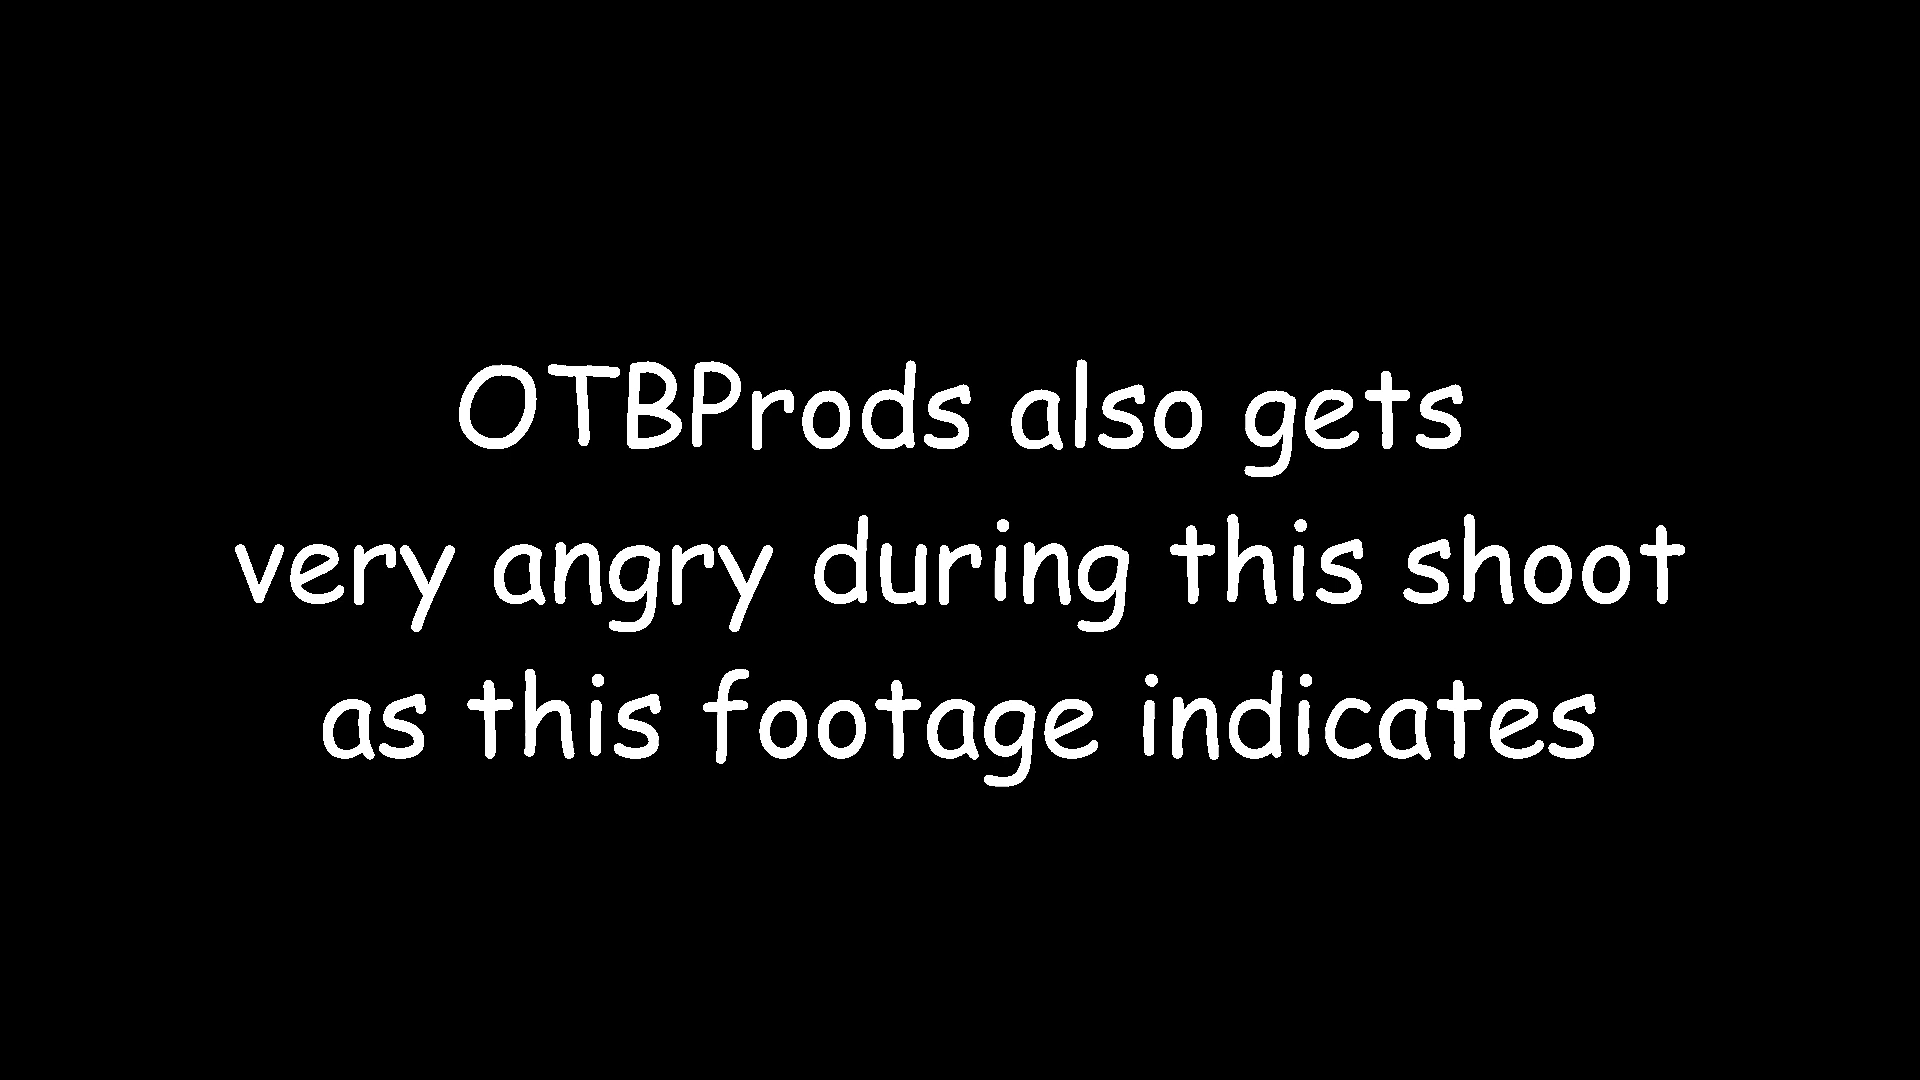 OTBProds also gets
very angry during this shoot
as this footage indicates